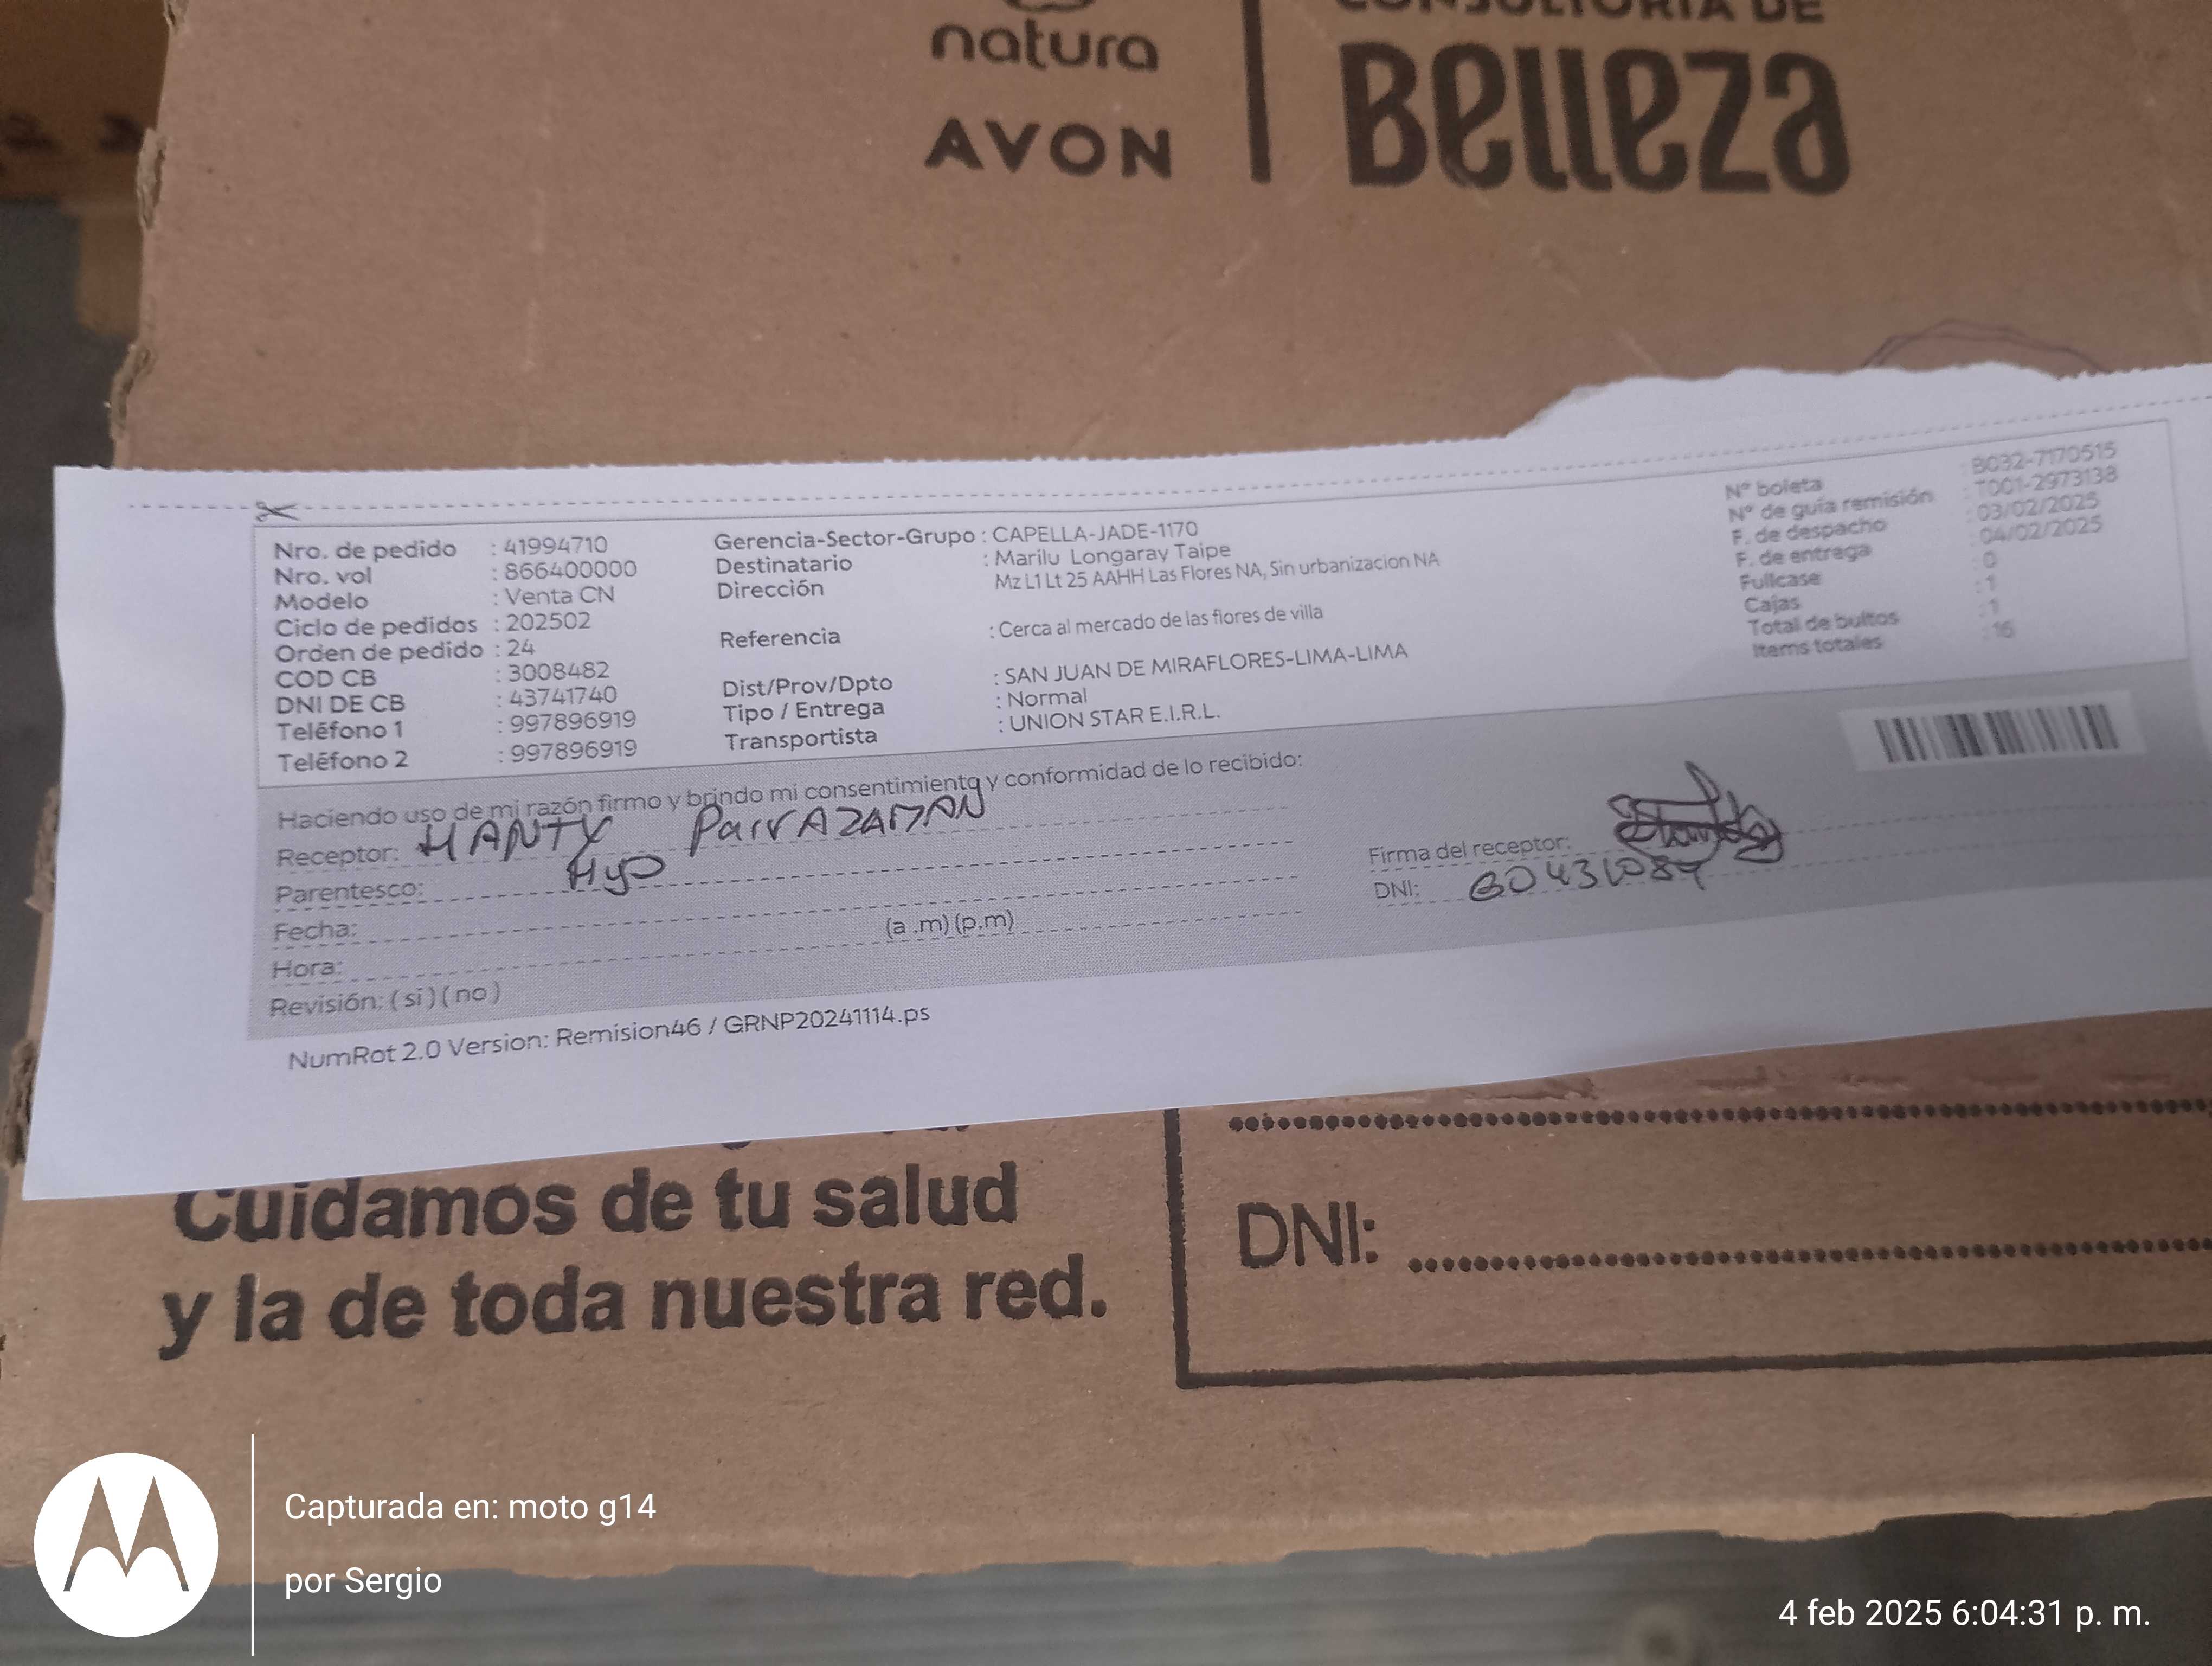 natura
AVON
CONSULTORÍA DE
Belleza
Nro. de pedido : 41994710
Nro. vol : 866400000
Modelo : Venta CN
Ciclo de pedidos : 202502
Orden de pedido : 24
COD CB : 3008482
DNI DE CB : 43741740
Teléfono 1 : 997896919
Teléfono 2 : 997896919
Gerencia-Sector-Grupo : CAPELLA-JADE-1170
Destinatario : Marilu Longaray Taipe
Dirección Mz L1 Lt 25 AAHH Las Flores NA, Sin urbanizacion NA
Referencia : Cerca al mercado de las flores de villa
Dist/Prov/Dpto : SAN JUAN DE MIRAFLORES-LIMA-LIMA
Tipo / Entrega : Normal
Transportista : UNION STAR E.I.R.L.
N° boleta : B032-7170515
N° de guía remisión : T001-2973138
F. de despacho : 03/02/2025
F. de entrega : 04/02/2025
Fullcase : 0
Cajas : 1
Total de bultos : 1
Items totales : 16
Haciendo uso de mi razón firmo y brindo mi consentimiento y conformidad de lo recibido:
Receptor: HANTY
Parentesco: HyO
Fecha:
Hora: (a .m) (p.m)
Revisión: ( si ) ( no )
Firma del receptor:
DNI:
NumRot 2.0 Version: Remision46 / GRNP20241114.ps
Cuidamos de tu salud
y la de toda nuestra red.
DNI:
Capturada en: moto g14
por Sergio
4 feb 2025 6:04:31 p. m.